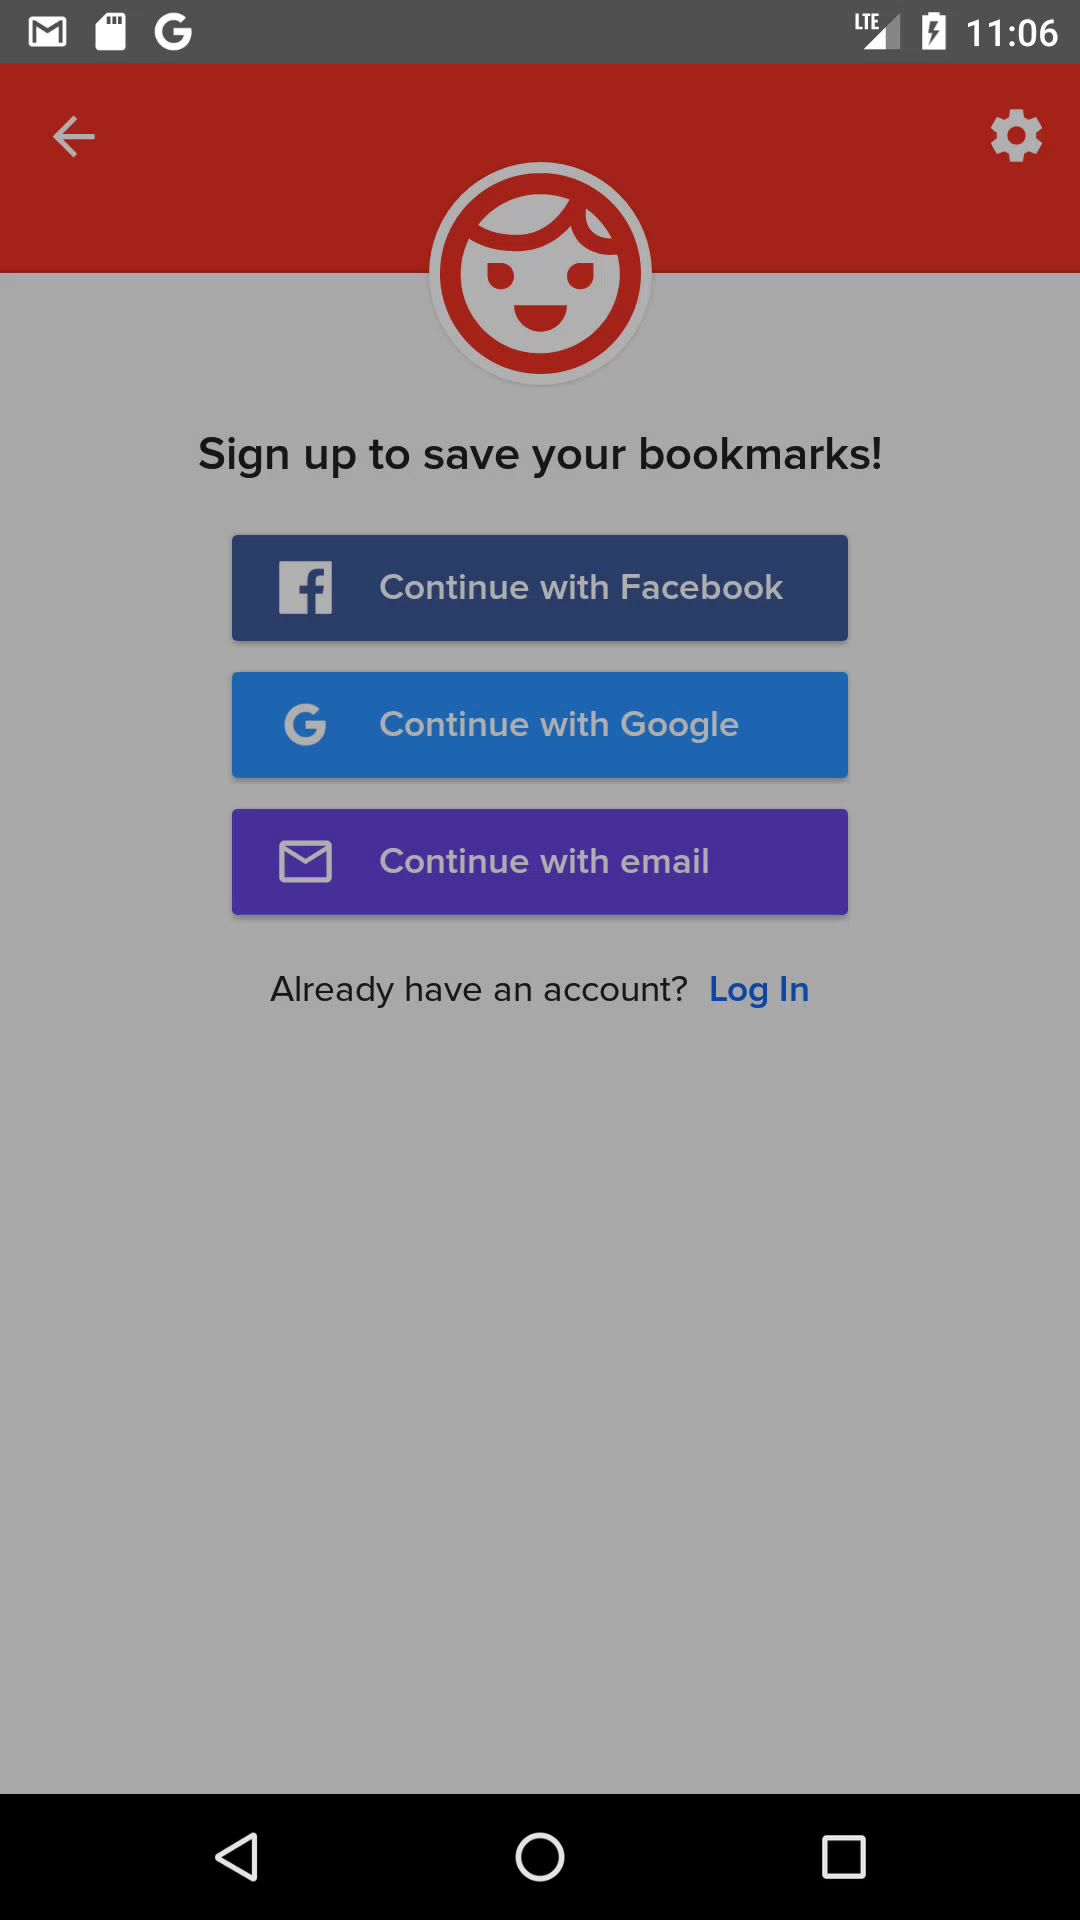 LTE 11:06
Sign up to save your bookmarks!
Continue with Facebook
Continue with Google
Continue with email
Already have an account? Log In